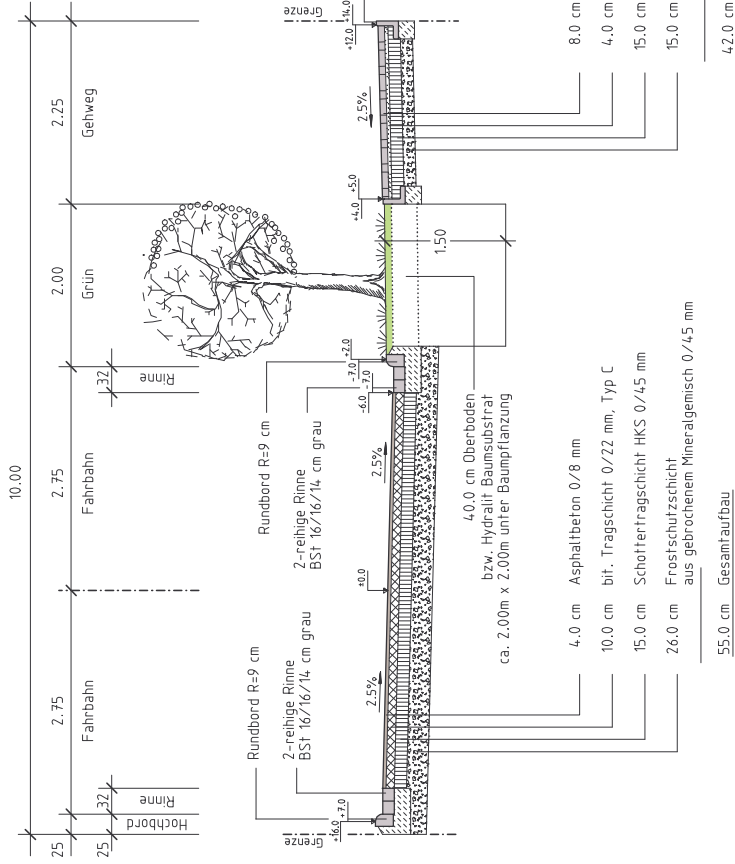 10.00
25
2.75
2.75
2.00
2.25
Fahrbahn
Fahrbahn
Grün
Gehweg
25
32
32
Hochbord
Rinne
Rinne
Grenze
Grenze
Rundbord R=9 cm
2-reihige Rinne
BSt 16/16/14 cm grau
Rundbord R=9 cm
2-reihige Rinne
BSt 16/16/14 cm grau
+16.0
+7.0
2.5%
±0.0
2.5%
-6.0
-7.0
-7.0
+2.0
+4.0
+5.0
2.5%
+12.0
+14.0
1.50
40.0 cm Oberboden
bzw. Hydralit Baumsubstrat
ca. 2.00m x 2.00m unter Baumpflanzung
4.0 cm Asphaltbeton 0/8 mm
10.0 cm bit. Tragschicht 0/22 mm, Typ C
15.0 cm Schottertragschicht HKS 0/45 mm
26.0 cm Frostschutzschicht
aus gebrochenem Mineralgemisch 0/45 mm
55.0 cm Gesamtaufbau
8.0 cm
4.0 cm
15.0 cm
15.0 cm
42.0 cm